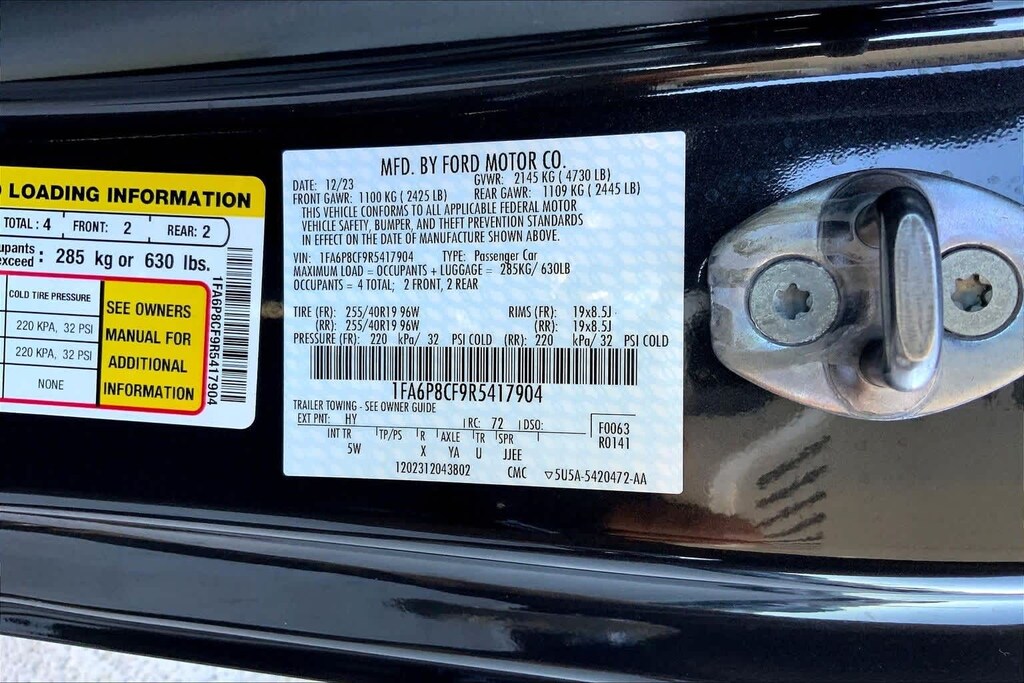 LOADING INFORMATION
TOTAL: 4 FRONT: 2 REAR: 2
upants
exceed: 285 kg or 630 lbs.
COLD TIRE PRESSURE
220 KPA, 32 PSI
220 KPA, 32 PSI
NONE
SEE OWNERS
MANUAL FOR
ADDITIONAL
INFORMATION
1FA6P8CF9R5417904
MFD. BY FORD MOTOR CO.
DATE: 12/23 GVWR: 2145 KG (4730 LB)
FRONT GAWR: 1100 KG (2425 LB) REAR GAWR: 1109 KG (2445 LB)
THIS VEHICLE CONFORMS TO ALL APPLICABLE FEDERAL MOTOR
VEHICLE SAFETY, BUMPER, AND THEFT PREVENTION STANDARDS
IN EFFECT ON THE DATE OF MANUFACTURE SHOWN ABOVE.
VIN: 1FA6P8CF9R5417904 TYPE: Passenger Car
MAXIMUM LOAD = OCCUPANTS + LUGGAGE = 285KG/ 630LB
OCCUPANTS = 4 TOTAL; 2 FRONT, 2 REAR
TIRE (FR): 255/40R19 96W RIMS (FR): 19x8.5J
(RR): 255/40R19 96W (RR): 19x8.5J
PRESSURE (FR): 220 kPa/ 32 PSI COLD (RR): 220 kPa/ 32 PSI COLD
1FA6P8CF9R5417904
TRAILER TOWING - SEE OWNER GUIDE
EXT PNT: HY RC: 72 DSO:
F0063
R0141
INT TR TP/PS R AXLE TR SPR
5W X YA U JJEE
1202312043802 CMC ▽5U5A-5420472-AA